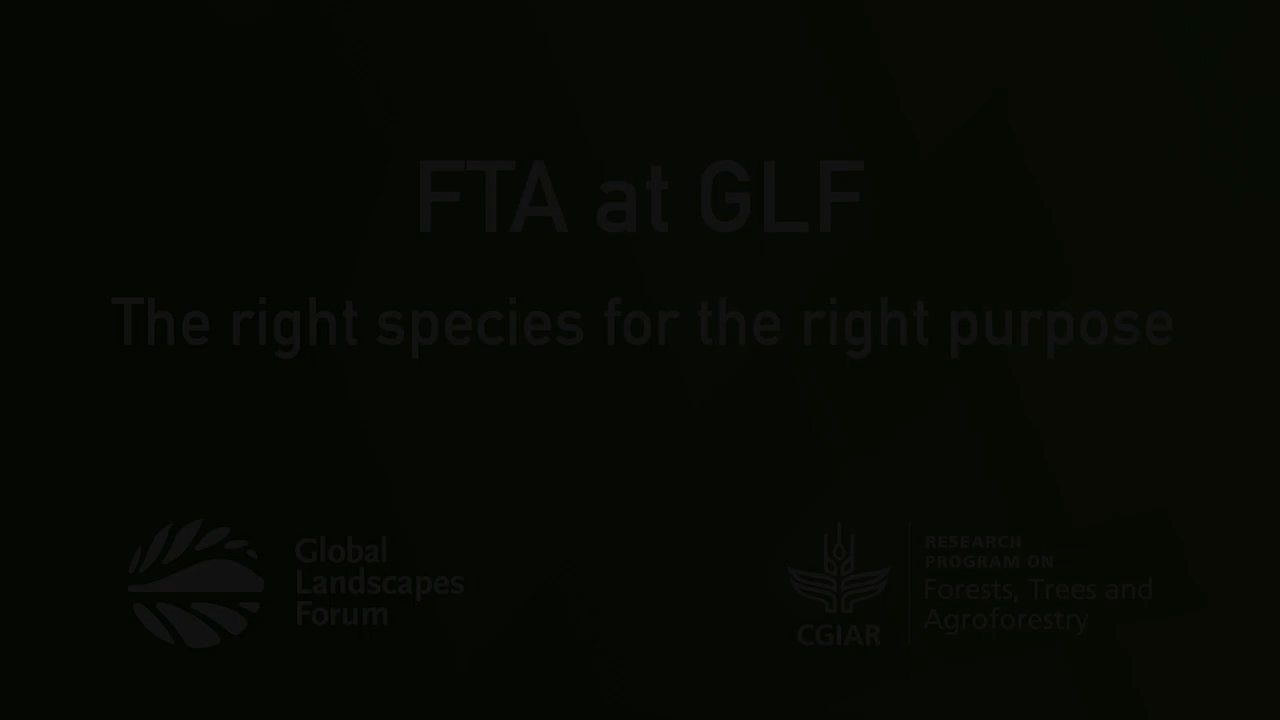 FTA at GLF
The right species for the right purpose
Global
Landscapes
Forum
CGIAR
RESEARCH
PROGRAM ON
Forests, Trees and
Agroforestry